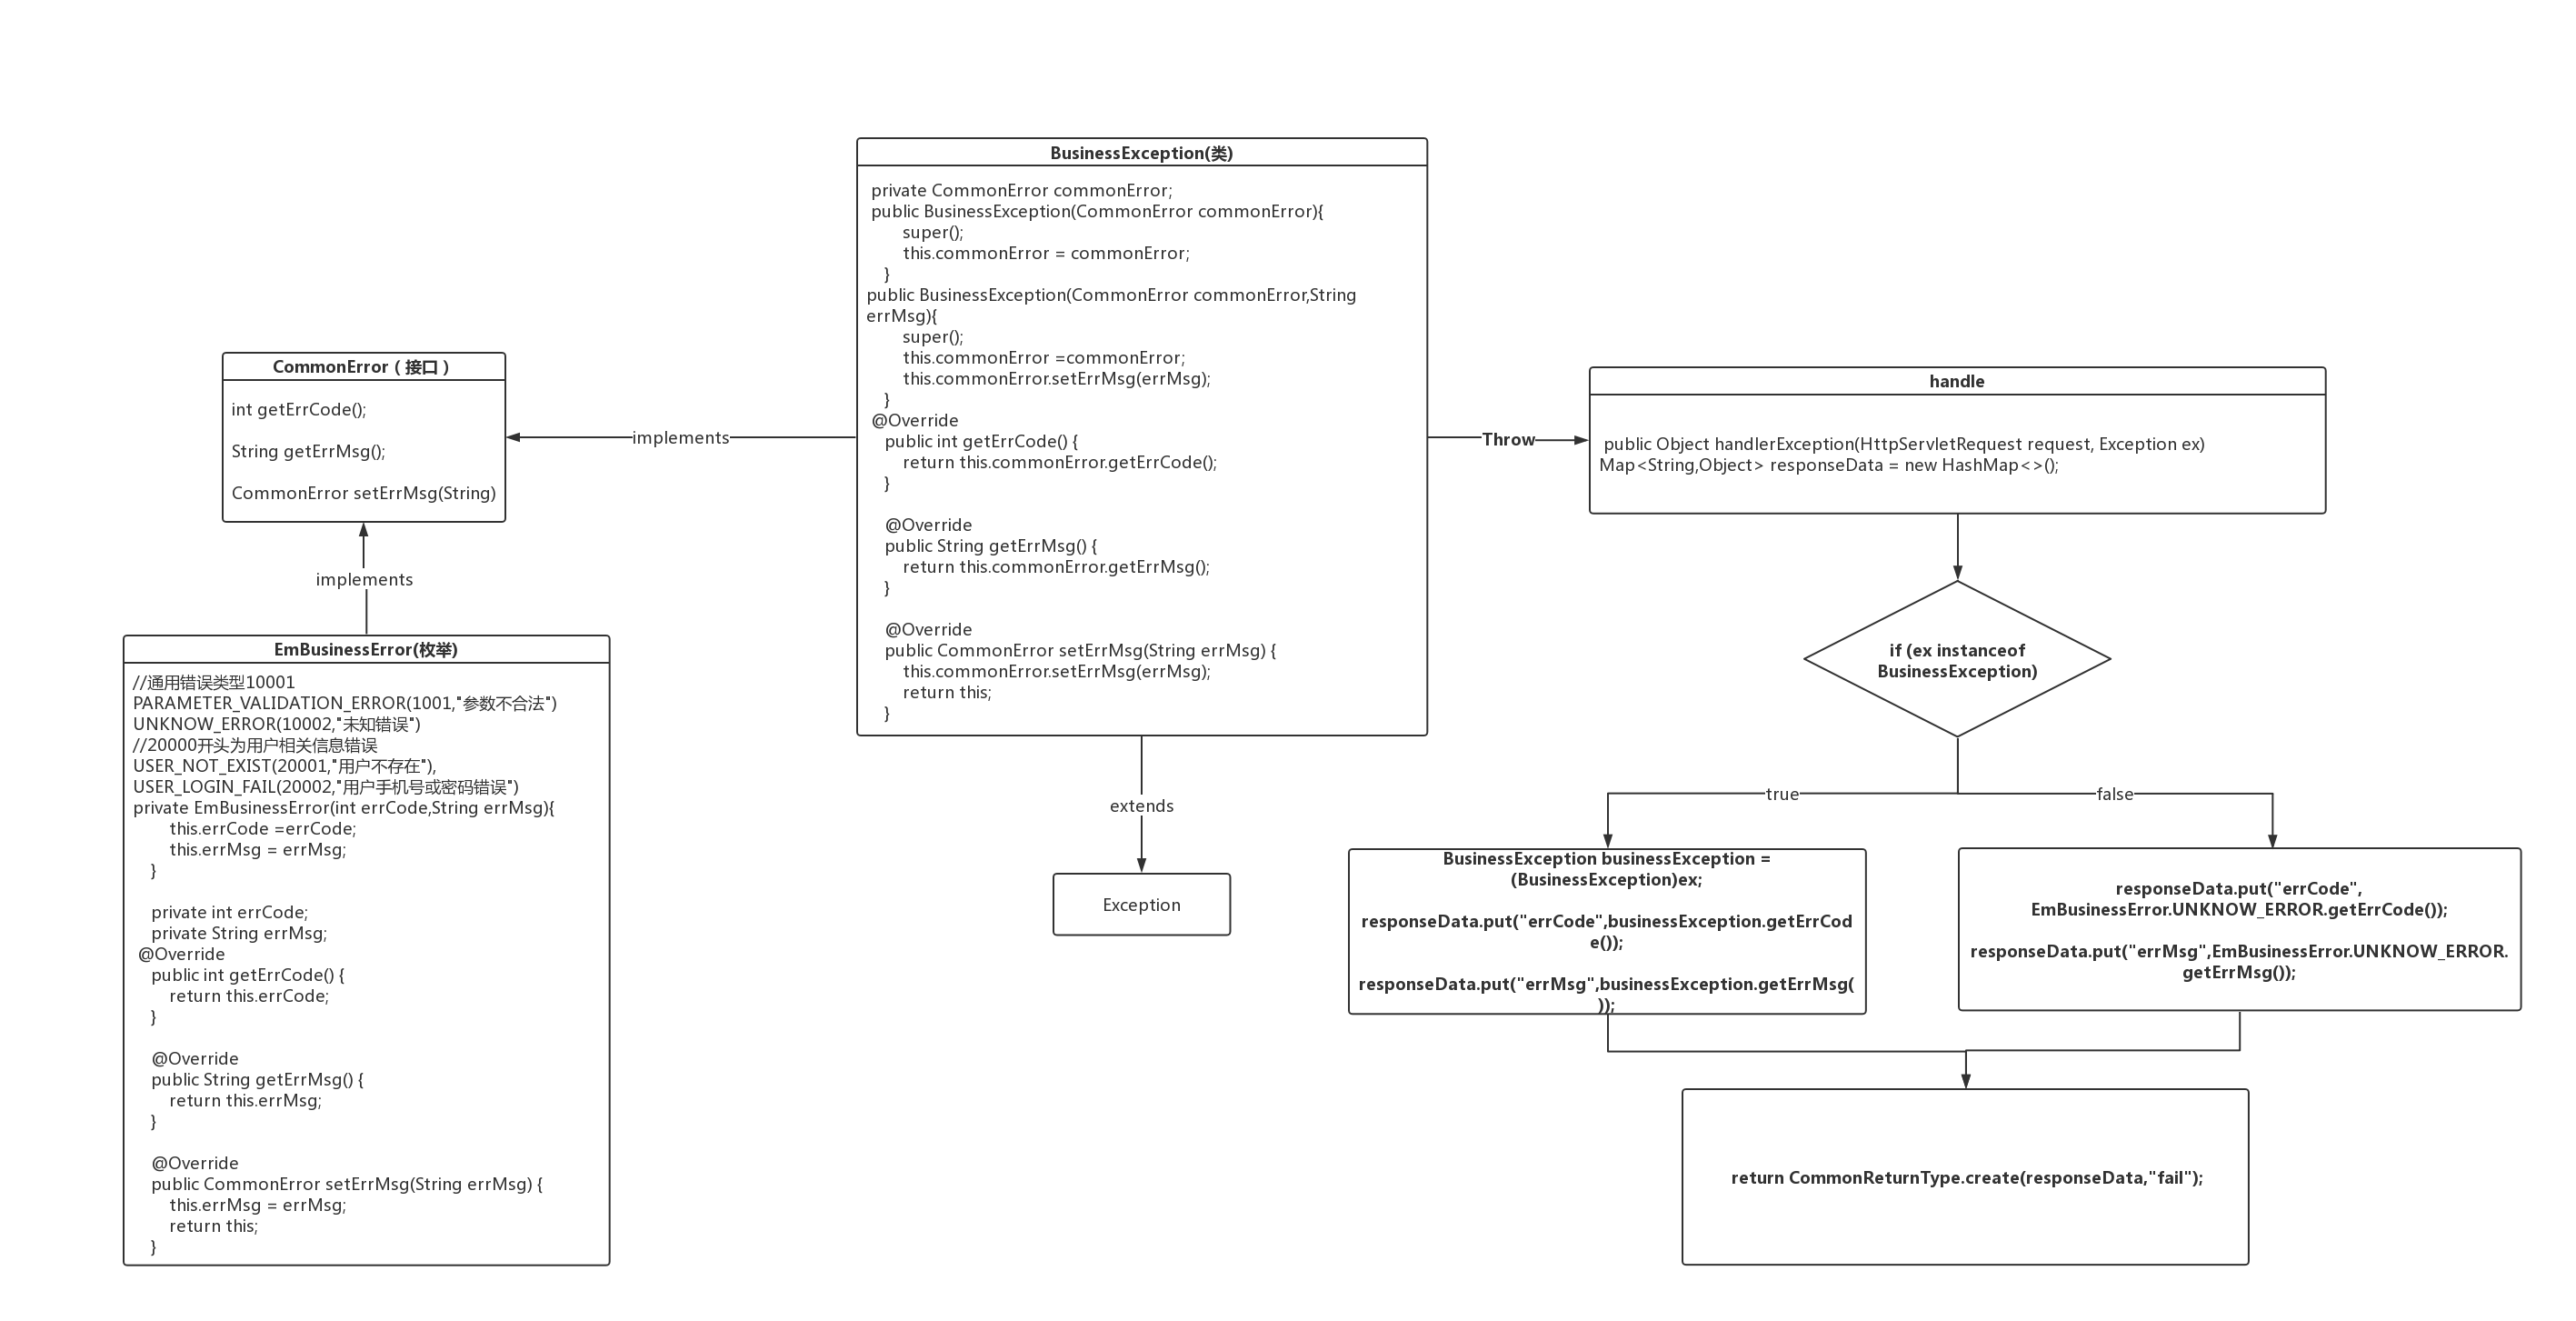 BusinessException(类)
private CommonError commonError;
public BusinessException(CommonError commonError){
super();
this.commonError = commonError;
}
public BusinessException(CommonError commonError,String
errMsg){
super();
this.commonError =commonError;
this.commonError.setErrMsg(errMsg);
}
@Override
public int getErrCode() {
return this.commonError.getErrCode();
}
@Override
public String getErrMsg() {
return this.commonError.getErrMsg();
}
@Override
public CommonError setErrMsg(String errMsg) {
this.commonError.setErrMsg(errMsg);
return this;
}
CommonError（接口）
int getErrCode();
String getErrMsg();
CommonError setErrMsg(String)
implements
implements
EmBusinessError(枚举)
//通用错误类型10001
PARAMETER_VALIDATION_ERROR(1001,"参数不合法")
UNKNOW_ERROR(10002,"未知错误")
//20000开头为用户相关信息错误
USER_NOT_EXIST(20001,"用户不存在"),
USER_LOGIN_FAIL(20002,"用户手机号或密码错误")
private EmBusinessError(int errCode,String errMsg){
this.errCode =errCode;
this.errMsg = errMsg;
}
private int errCode;
private String errMsg;
@Override
public int getErrCode() {
return this.errCode;
}
@Override
public String getErrMsg() {
return this.errMsg;
}
@Override
public CommonError setErrMsg(String errMsg) {
this.errMsg = errMsg;
return this;
}
extends
Exception
Throw
handle
public Object handlerException(HttpServletRequest request, Exception ex)
Map<String,Object> responseData = new HashMap<>();
if (ex instanceof
BusinessException)
true
false
BusinessException businessException =
(BusinessException)ex;
responseData.put("errCode",businessException.getErrCod
e());
responseData.put("errMsg",businessException.getErrMsg(
));
responseData.put("errCode",
EmBusinessError.UNKNOW_ERROR.getErrCode());
responseData.put("errMsg",EmBusinessError.UNKNOW_ERROR.
getErrMsg());
return CommonReturnType.create(responseData,"fail");